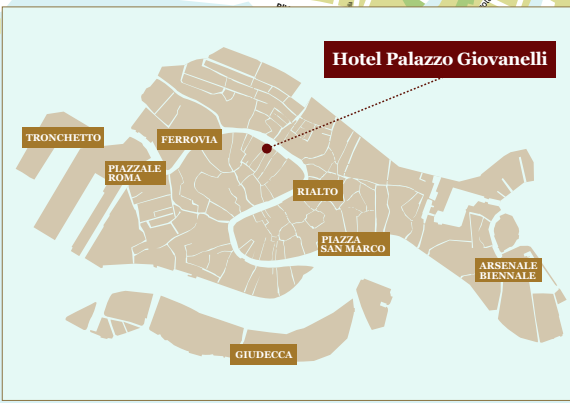 Hotel Palazzo Giovanelli
TRONCHETTO
FERROVIA
PIAZZALE
ROMA
RIALTO
PIAZZA
SAN MARCO
ARSENALE
BIENNALE
GIUDECCA